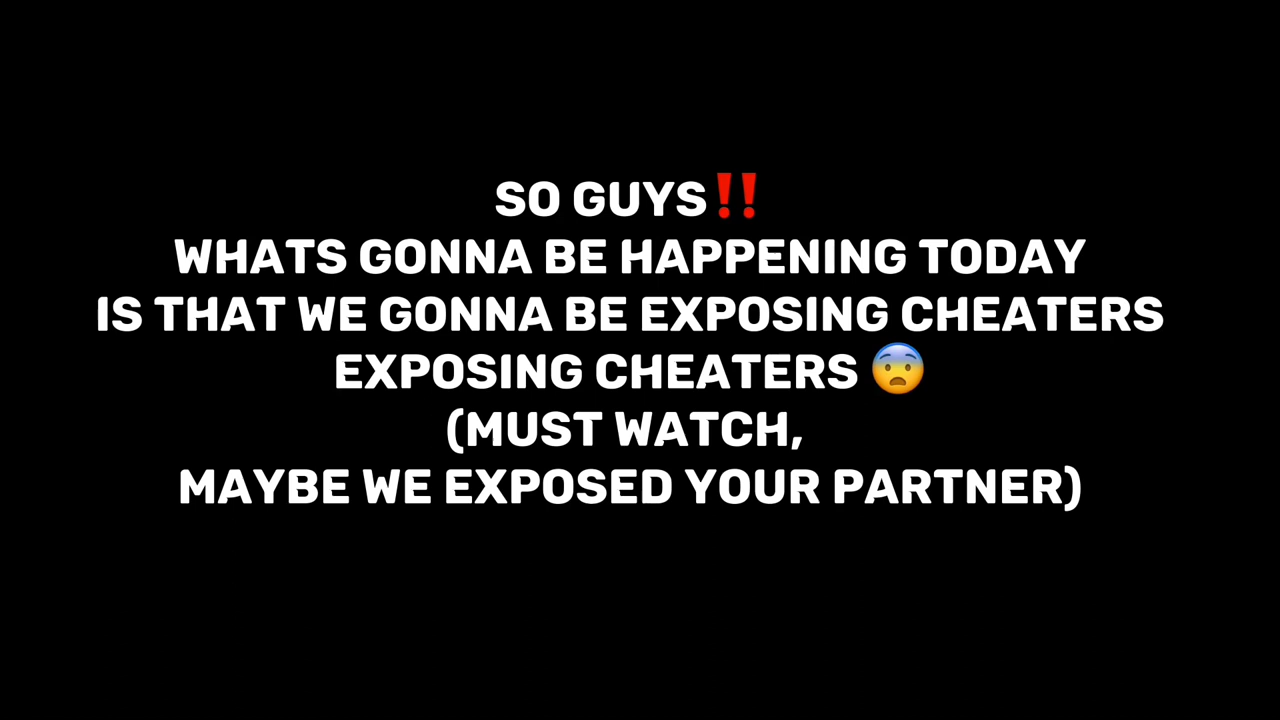 SO GUYS‼️
WHATS GONNA BE HAPPENING TODAY
IS THAT WE GONNA BE EXPOSING CHEATERS
EXPOSING CHEATERS 😨
(MUST WATCH,
MAYBE WE EXPOSED YOUR PARTNER)